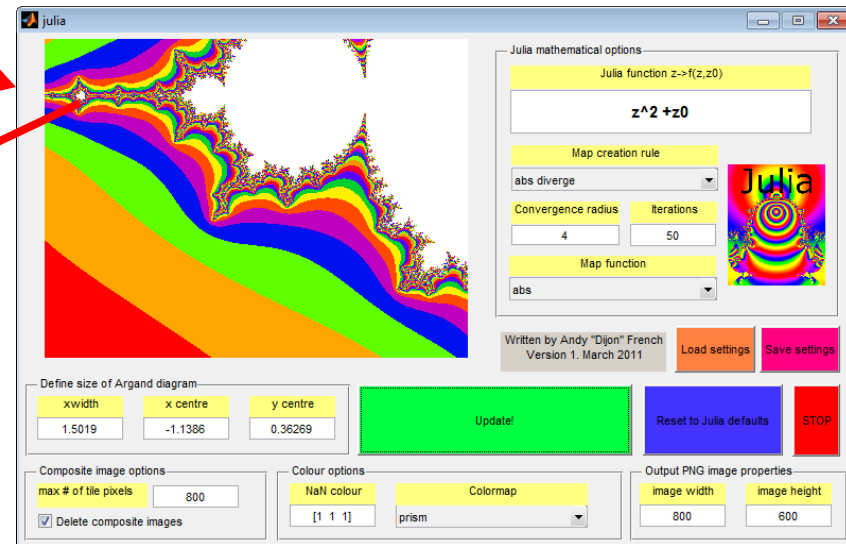 julia
Julia mathematical options
Julia function z->f(z,z0)
z^2 +z0
Map creation rule
abs diverge
Convergence radius
Iterations
4
50
Map function
abs
Julia
Written by Andy "Dijon" French
Version 1. March 2011
Load settings
Save settings
Define size of Argand diagram
xwidth
x centre
y centre
1.5019
-1.1386
0.36269
Update!
Reset to Julia defaults
STOP
Composite image options
max # of tile pixels
800
Delete composite images
Colour options
NaN colour
Colormap
[1 1 1]
prism
Output PNG image properties
image width
image height
800
600